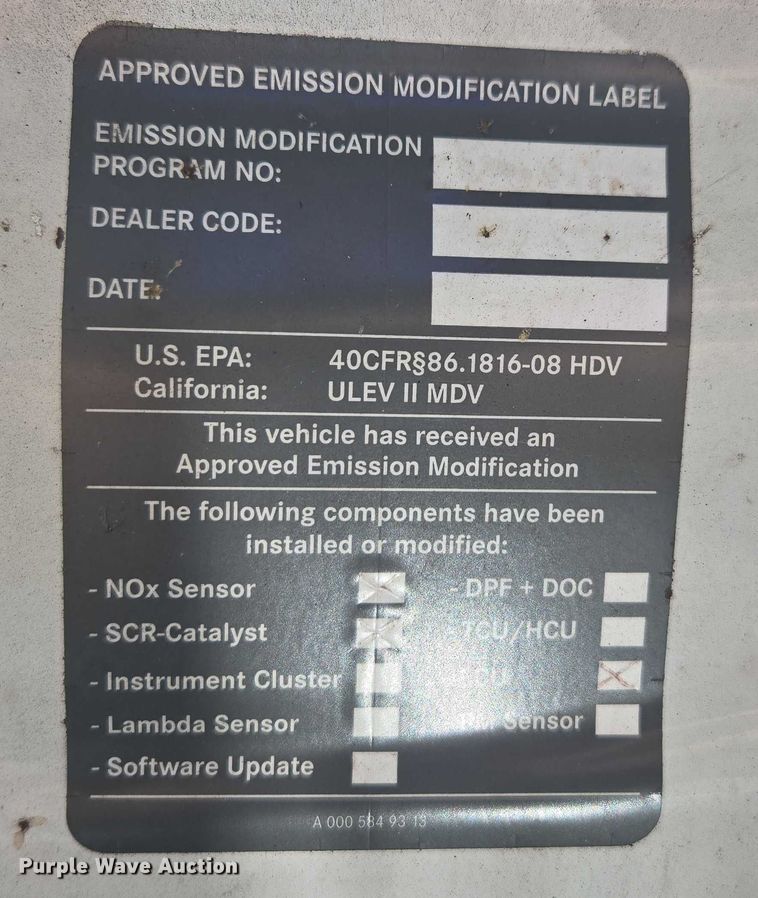 APPROVED EMISSION MODIFICATION LABEL
EMISSION MODIFICATION
PROGRAM NO:
DEALER CODE:
DATE:
U.S. EPA: 40CFR§86.1816-08 HDV
California: ULEV II MDV
This vehicle has received an
Approved Emission Modification
The following components have been
installed or modified:
- NOx Sensor - DPF + DOC
- SCR-Catalyst - TCU/HCU
- Instrument Cluster
- Lambda Sensor Sensor
- Software Update
A 000 584 93 13
Purple Wave Auction